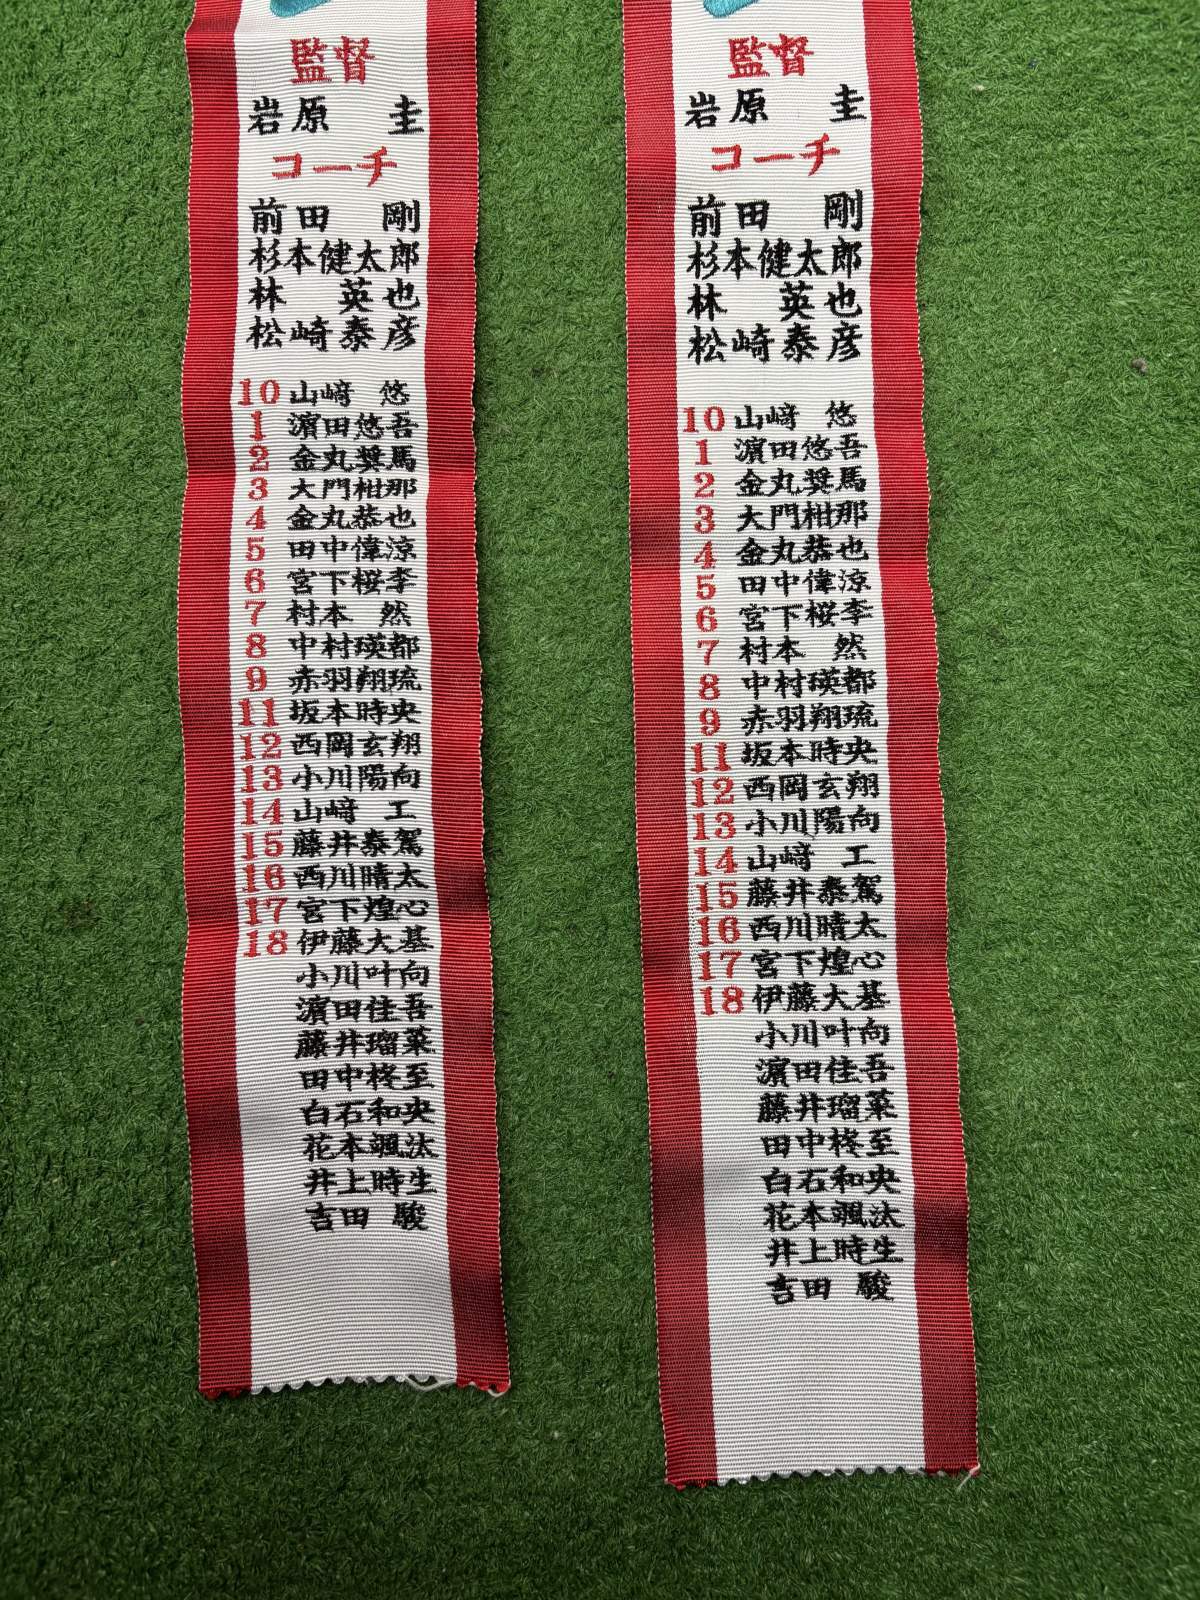 監督
岩原 圭
コーチ
前田 剛
杉本健太郎
林 英也
松崎泰彦
10 山﨑 悠
1 濵田悠吾
2 金丸奨馬
3 大門柑那
4 金丸恭也
5 田中偉涼
6 宮下桜李
7 村本 然
8 中村瑛都
9 赤羽翔琉
11 坂本時央
12 西岡玄翔
13 小川陽向
14 山﨑 工
15 藤井泰駕
16 西川晴太
17 宮下煌心
18 伊藤大基
小川叶向
濵田佳吾
藤井瑠菜
田中柊至
白石和央
花本颯汰
井上時生
吉田 駿
監督
岩原 圭
コーチ
前田 剛
杉本健太郎
林 英也
松崎泰彦
10 山﨑 悠
1 濵田悠吾
2 金丸奨馬
3 大門柑那
4 金丸恭也
5 田中偉涼
6 宮下桜李
7 村本 然
8 中村瑛都
9 赤羽翔琉
11 坂本時央
12 西岡玄翔
13 小川陽向
14 山﨑 工
15 藤井泰駕
16 西川晴太
17 宮下煌心
18 伊藤大基
小川叶向
濵田佳吾
藤井瑠菜
田中柊至
白石和央
花本颯汰
井上時生
吉田 駿